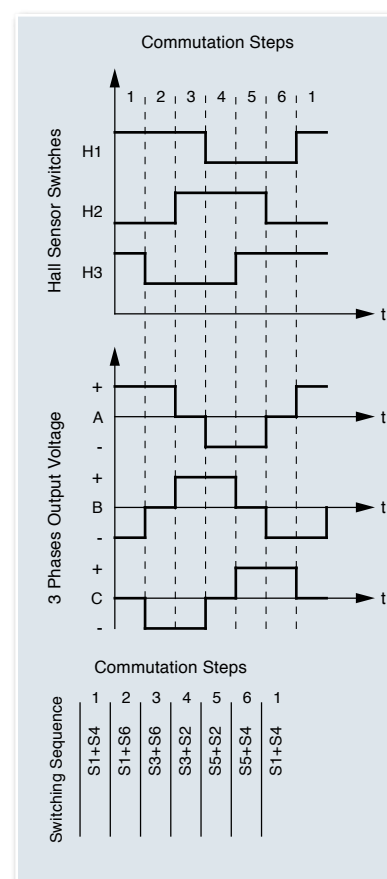 Commutation Steps
1 2 3 4 5 6 1
Hall Sensor Switches
H1
H2
H3
t
3 Phases Output Voltage
+
A
-
t
+
B
-
t
+
C
-
t
Commutation Steps
1 2 3 4 5 6 1
Switching Sequence
S1+S4
S1+S6
S3+S6
S3+S2
S5+S2
S5+S4
S1+S4